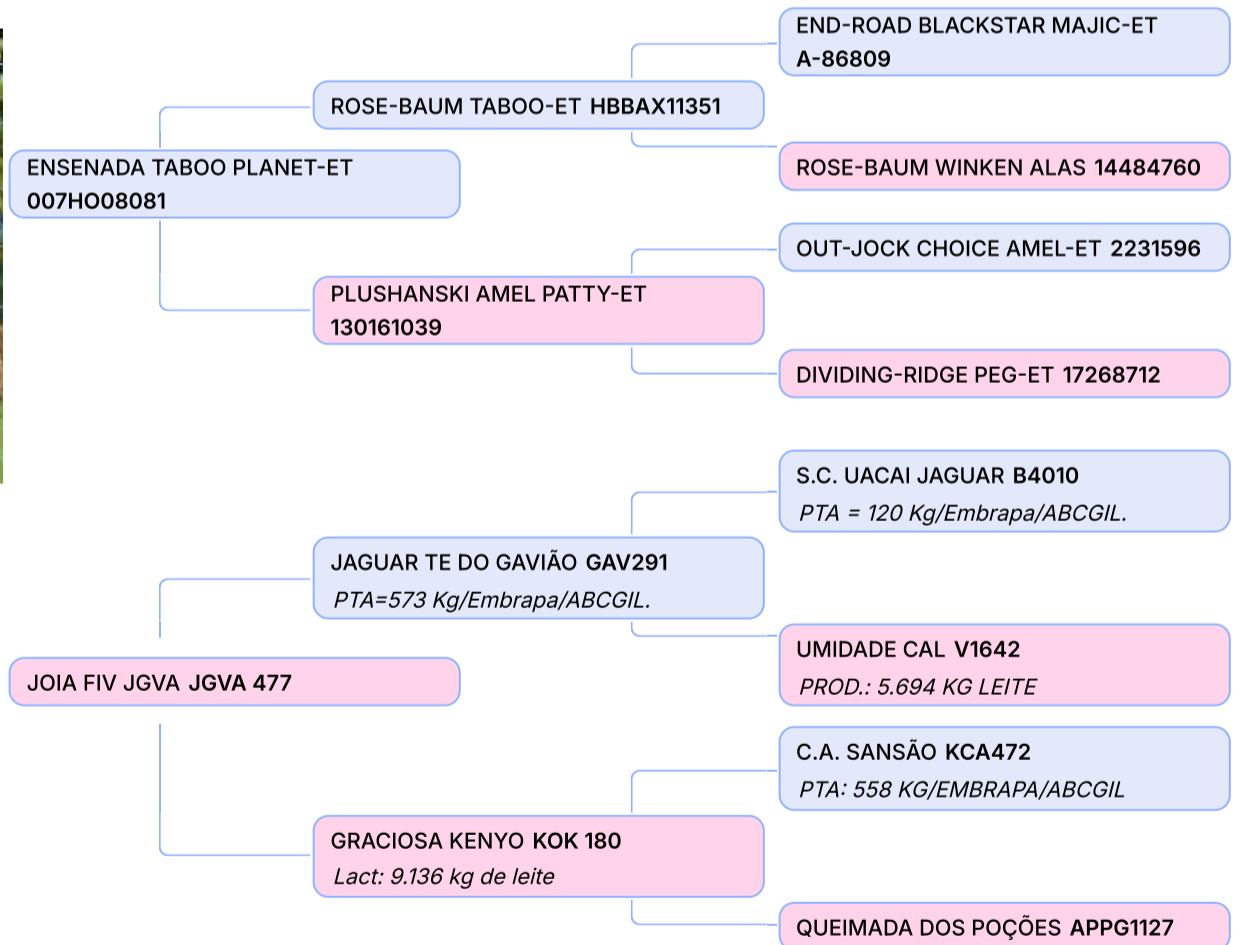 END-ROAD BLACKSTAR MAJIC-ET
A-86809
ROSE-BAUM TABOO-ET HBBAX11351
ROSE-BAUM WINKEN ALAS 14484760
ENSENADA TABOO PLANET-ET
007HO08081
OUT-JOCK CHOICE AMEL-ET 2231596
PLUSHANSKI AMEL PATTY-ET
130161039
DIVIDING-RIDGE PEG-ET 17268712
S.C. UACAI JAGUAR B4010
PTA = 120 Kg/Embrapa/ABCGIL.
JAGUAR TE DO GAVIÃO GAV291
PTA=573 Kg/Embrapa/ABCGIL.
UMIDADE CAL V1642
PROD.: 5.694 KG LEITE
JOIA FIV JGVA JGVA 477
C.A. SANSÃO KCA472
PTA: 558 KG/EMBRAPA/ABCGIL
GRACIOSA KENYO KOK 180
Lact: 9.136 kg de leite
QUEIMADA DOS POÇÕES APPG1127